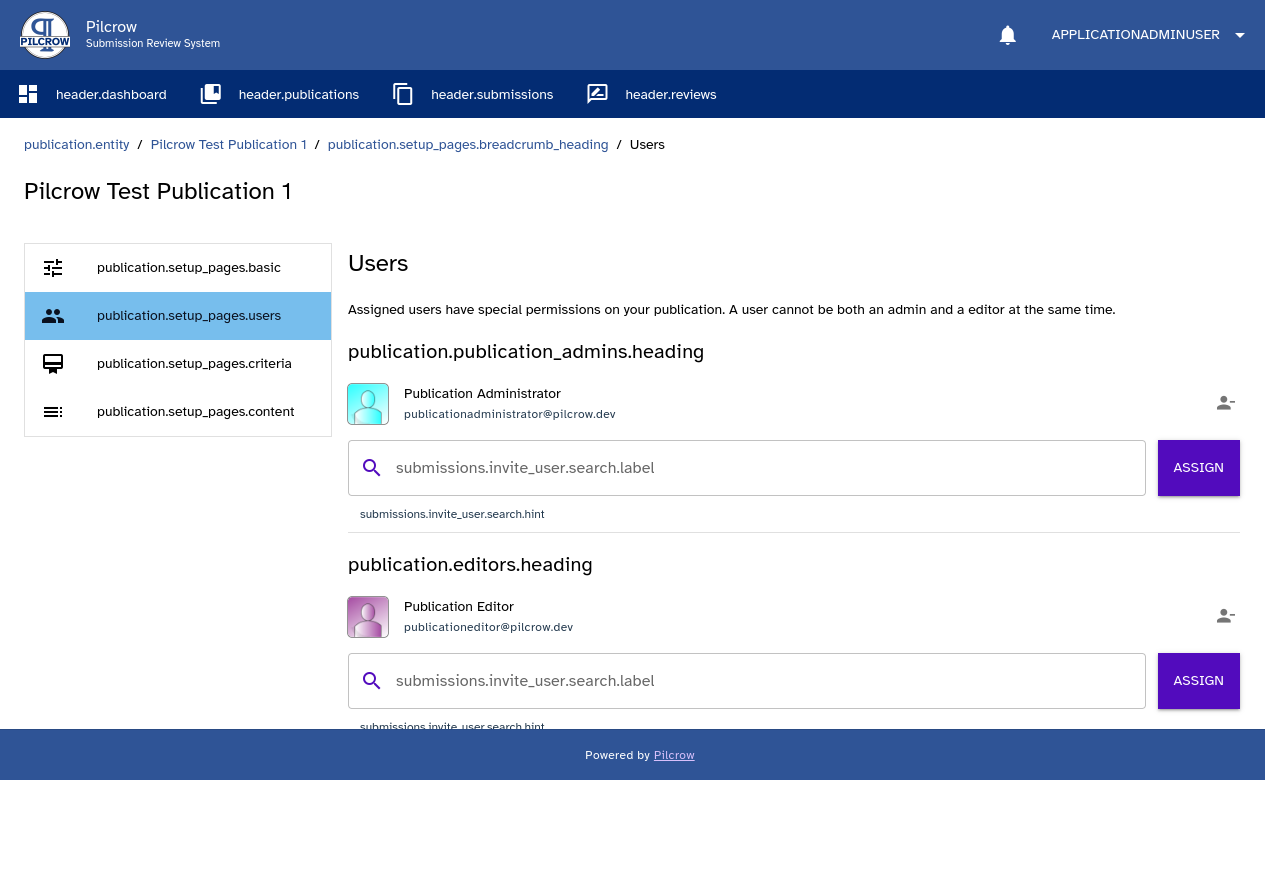 PILCROW
Pilcrow
Submission Review System
APPLICATIONADMINUSER
header.dashboard
header.publications
header.submissions
header.reviews
publication.entity / Pilcrow Test Publication 1 / publication.setup_pages.breadcrumb_heading / Users
Pilcrow Test Publication 1
publication.setup_pages.basic
publication.setup_pages.users
publication.setup_pages.criteria
publication.setup_pages.content
Users
Assigned users have special permissions on your publication. A user cannot be both an admin and a editor at the same time.
publication.publication_admins.heading
Publication Administrator
publicationadministrator@pilcrow.dev
submissions.invite_user.search.label
ASSIGN
submissions.invite_user.search.hint
publication.editors.heading
Publication Editor
publicationeditor@pilcrow.dev
submissions.invite_user.search.label
ASSIGN
submissions.invite_user.search.hint
Powered by Pilcrow